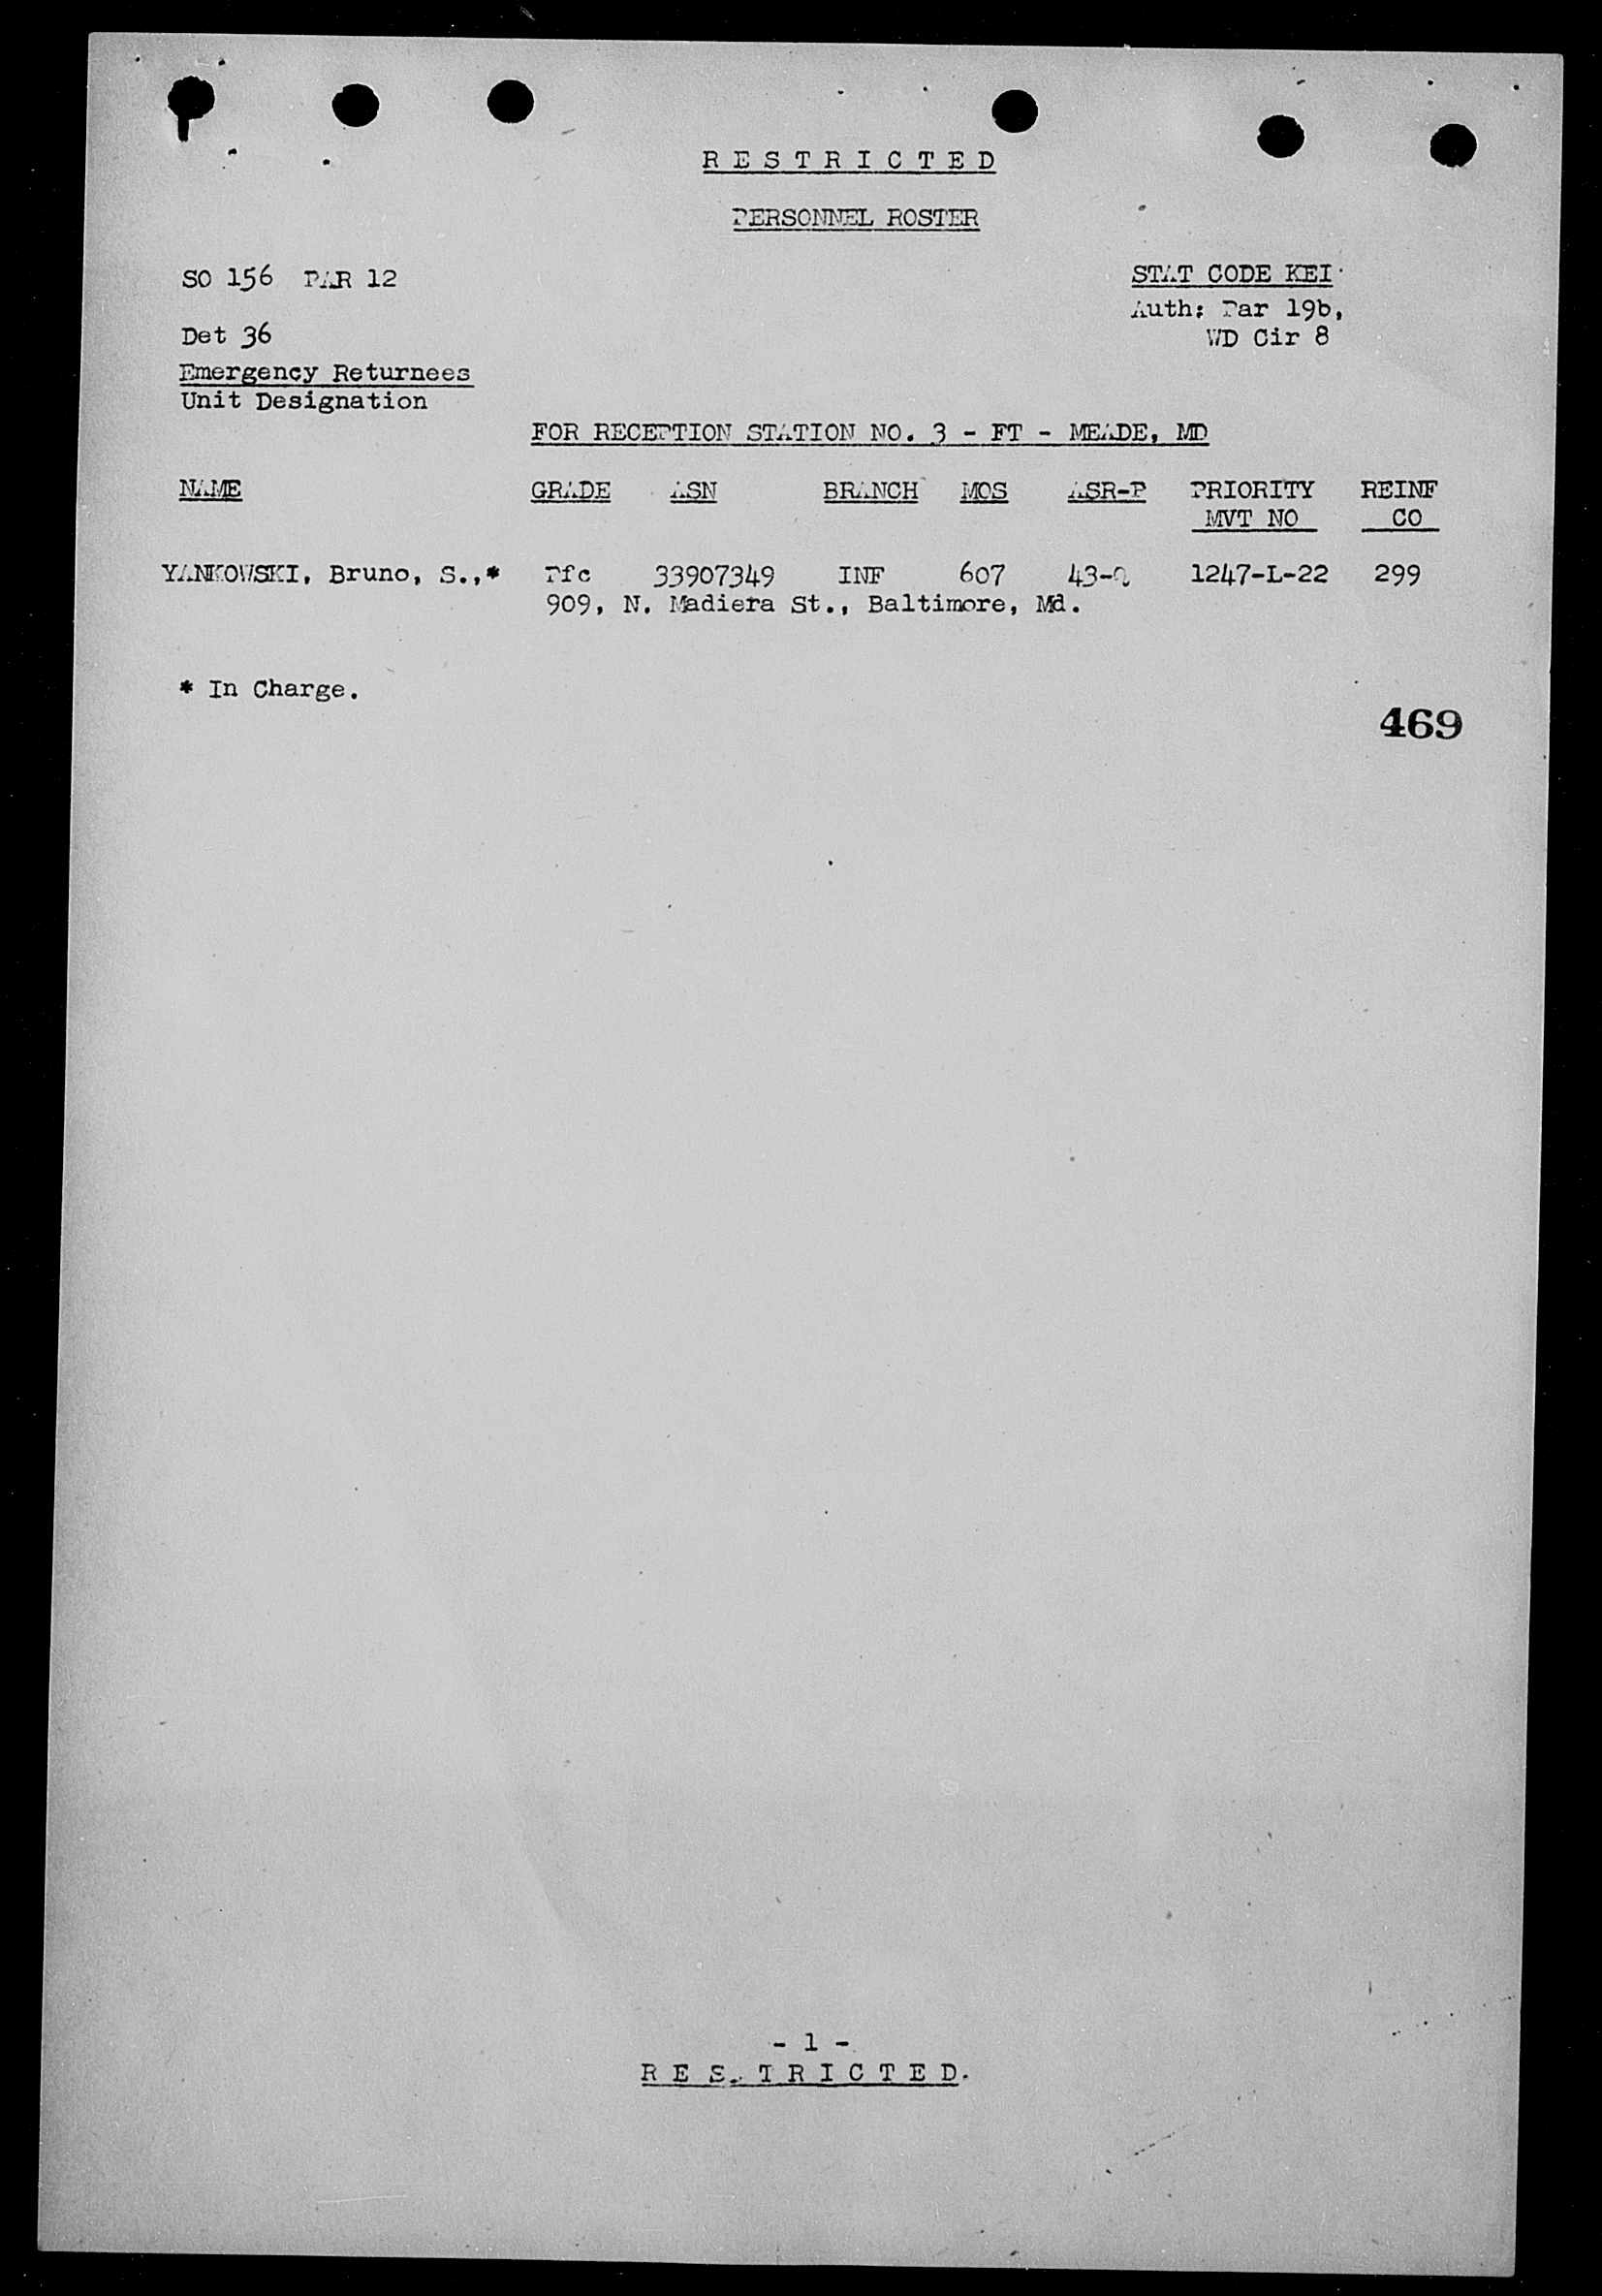 R E S T R I C T E D
PERSONNEL ROSTER
SO 156 PAR 12
STAT CODE KEI
Auth: Par 19b,
Det 36
WD Cir 8
Emergency Returnees
Unit Designation
FOR RECEPTION STATION NO. 3 - FT - MEADE, MD
NAME GRADE ASN BRANCH MOS ASR-P PRIORITY REINF
MVT NO CO
YANKOWSKI, Bruno, S.,* Pfc 33907349 INF 607 1247-L-22 299
909, N. Madiera St., Baltimore, Md.
* In Charge.
469
- 1 -
R E S T R I C T E D